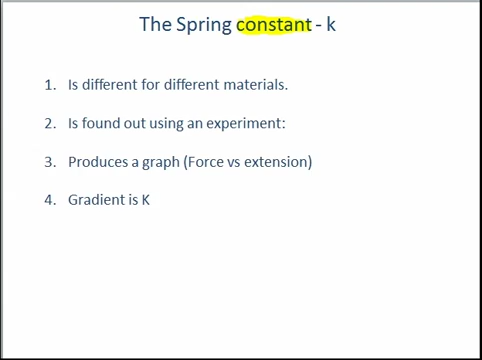 The Spring constant - k
1. Is different for different materials.
2. Is found out using an experiment:
3. Produces a graph (Force vs extension)
4. Gradient is K